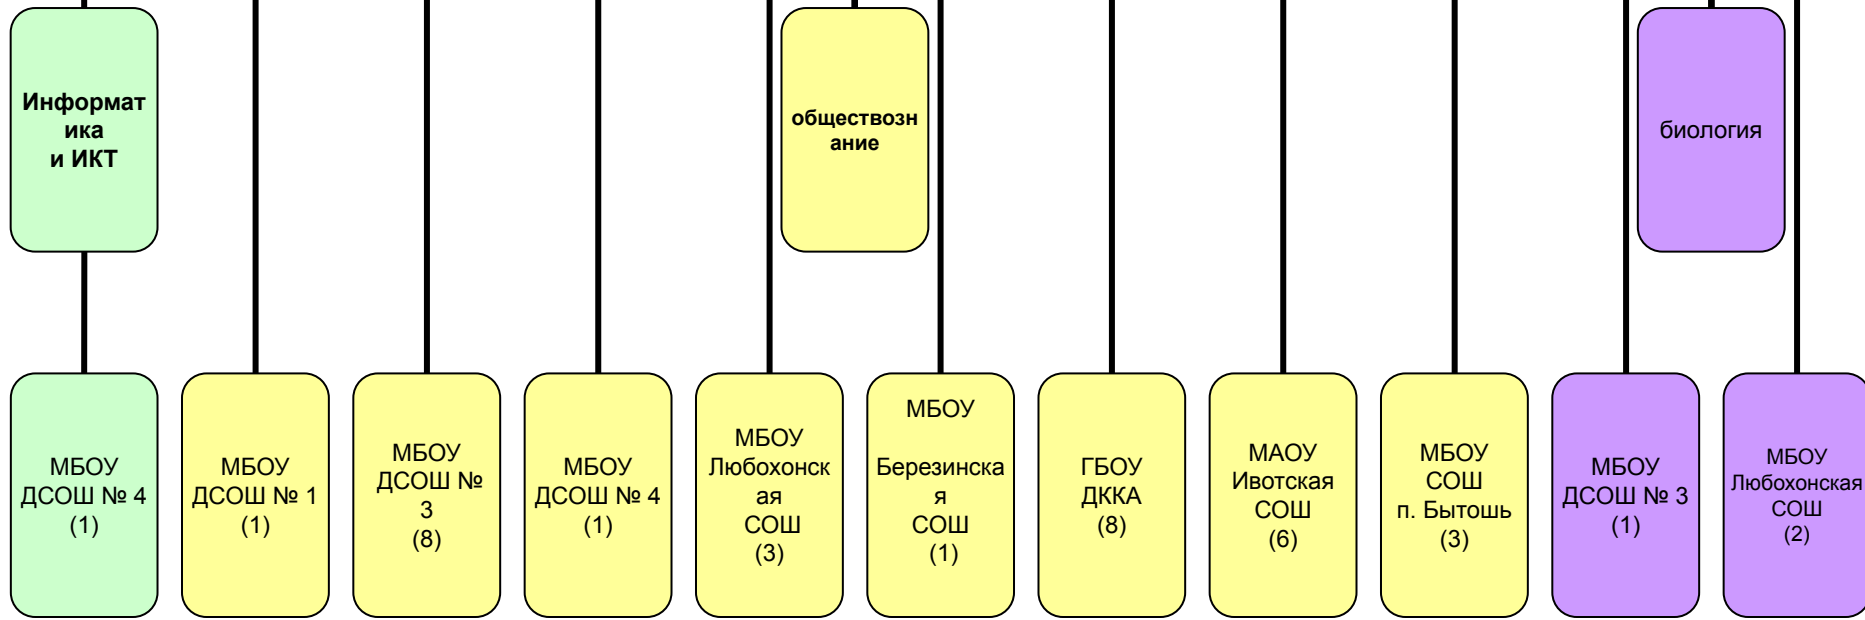 Информат
ика
и ИКТ
обществозн
ание
биология
МБОУ
ДСОШ № 4
(1)
МБОУ
ДСОШ № 1
(1)
МБОУ
ДСОШ №
3
(8)
МБОУ
ДСОШ № 4
(1)
МБОУ
Любохонск
ая
СОШ
(3)
МБОУ
Березинска
я
СОШ
(1)
ГБОУ
ДККА
(8)
МАОУ
Ивотская
СОШ
(6)
МБОУ
СОШ
п. Бытошь
(3)
МБОУ
ДСОШ № 3
(1)
МБОУ
Любохонская
СОШ
(2)